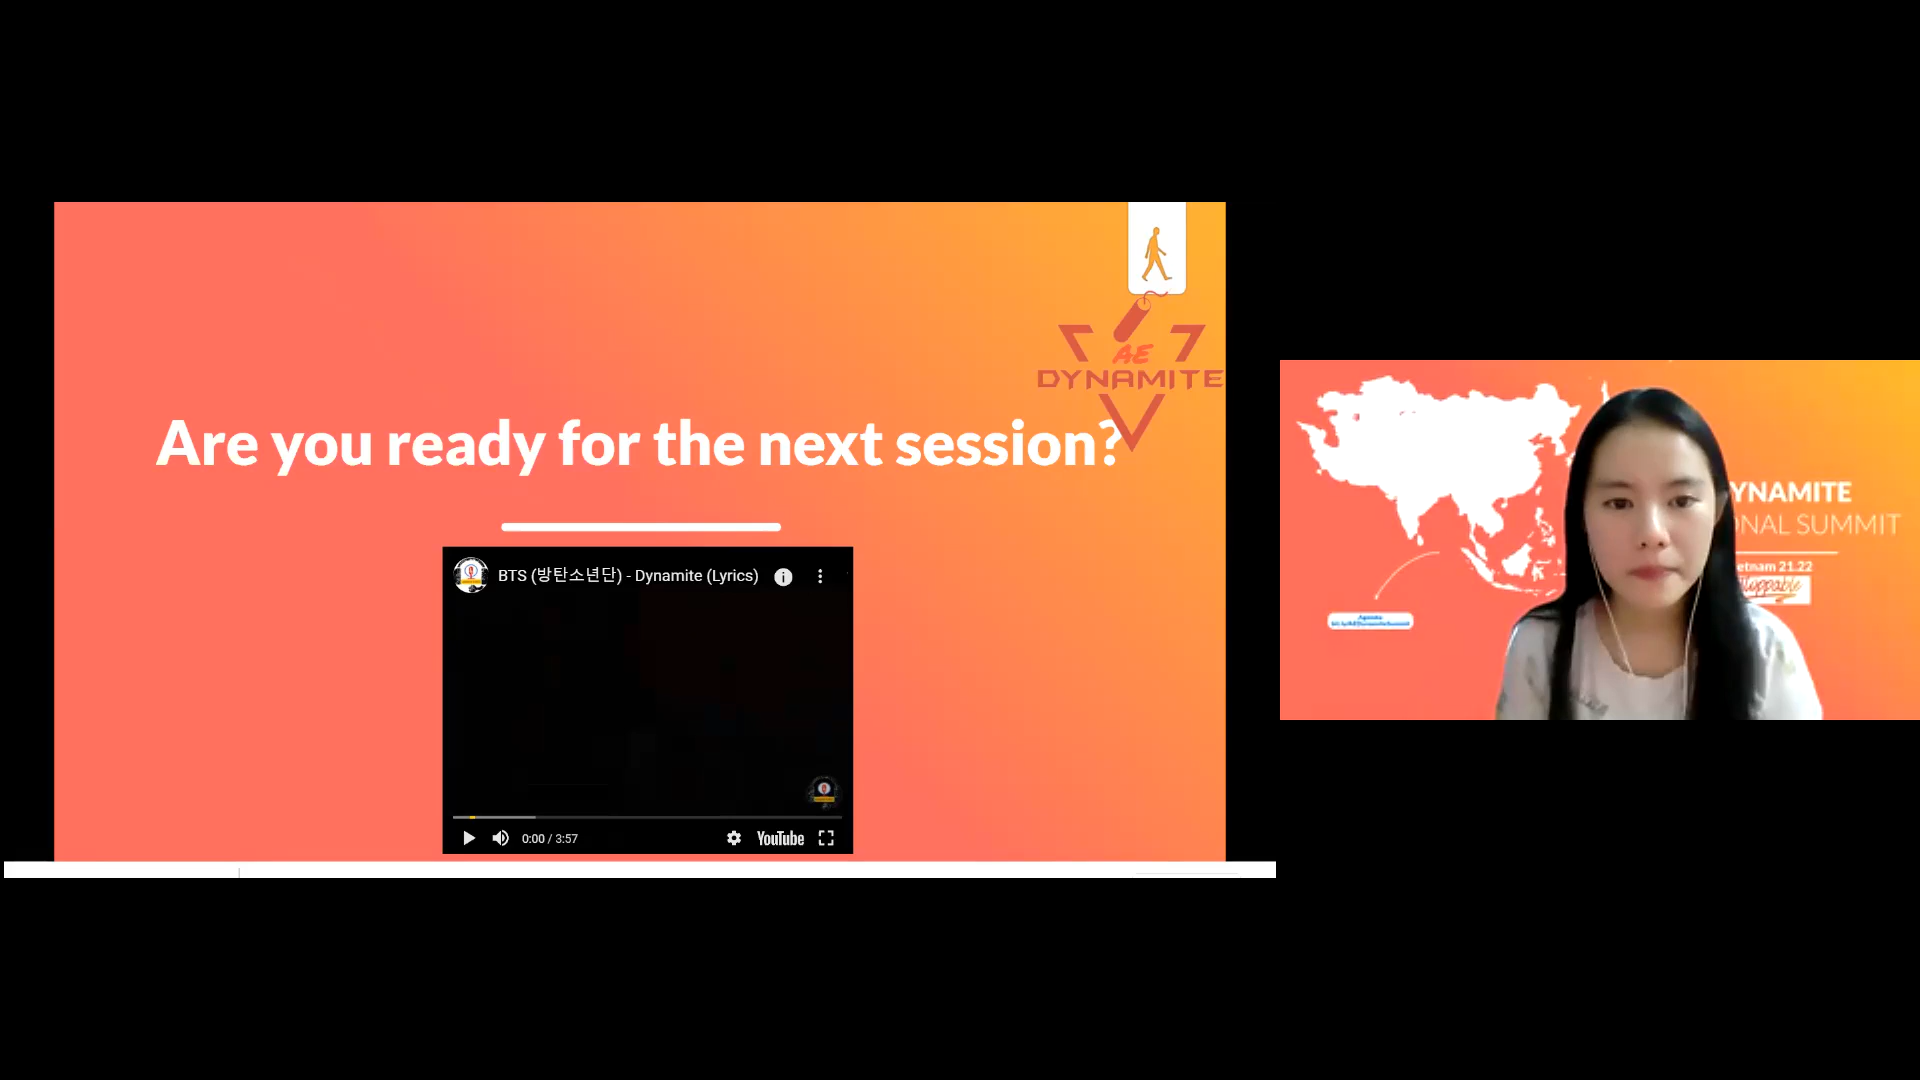 AE
DYNAMITE
Are you ready for the next session?
BTS (방탄소년단) - Dynamite (Lyrics)
0:00 / 3:57
YouTube
YNAMITE
NAL SUMMIT
etnam 21.22